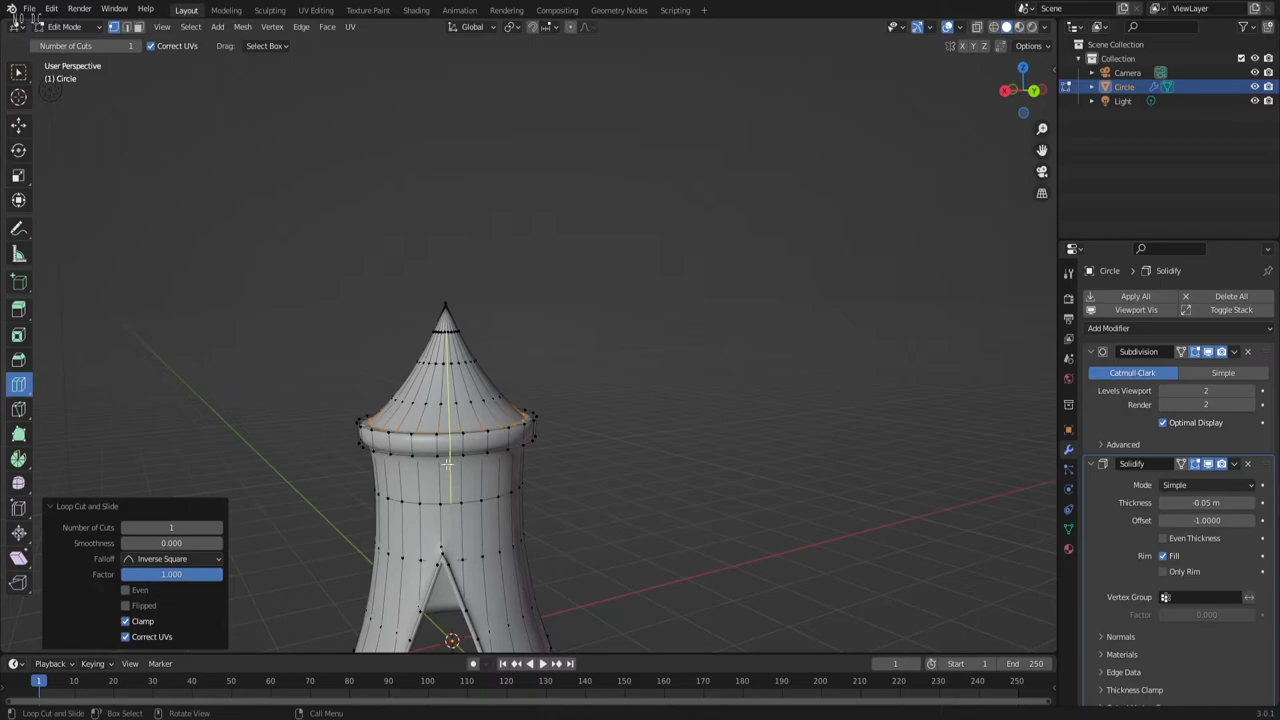 File Edit Render Window Help Layout Modeling Sculpting UV Editing Texture Paint Shading Animation Rendering Compositing Geometry Nodes Scripting + Scene ViewLayer
Edit Mode View Select Add Mesh Vertex Edge Face UV Global
Number of Cuts 1 Correct UVs Drag: Select Box X Y Z Options
User Perspective
(1) Circle
Scene Collection
Collection
Camera
Circle
Light
Z
X Y
Circle Solidify
Apply All Delete All
Viewport Vis Toggle Stack
Add Modifier
Subdivision
Catmull-Clark Simple
Levels Viewport 2
Render 2
Optimal Display
Advanced
Solidify
Mode Simple
Thickness -0.05 m
Offset -1.0000
Even Thickness
Rim Fill
Only Rim
Vertex Group
Factor 0.000
Normals
Materials
Edge Data
Thickness Clamp
Loop Cut and Slide
Number of Cuts 1
Smoothness 0.000
Falloff Inverse Square
Factor 1.000
Even
Flipped
Clamp
Correct UVs
Playback Keying View Marker 1 Start 1 End 250
1 10 20 30 40 50 60 70 80 90 100 110 120 130 140 150 160 170 180 190 200 210 220 230 240 250
Loop Cut and Slide Box Select Rotate View Call Menu 3.0.1